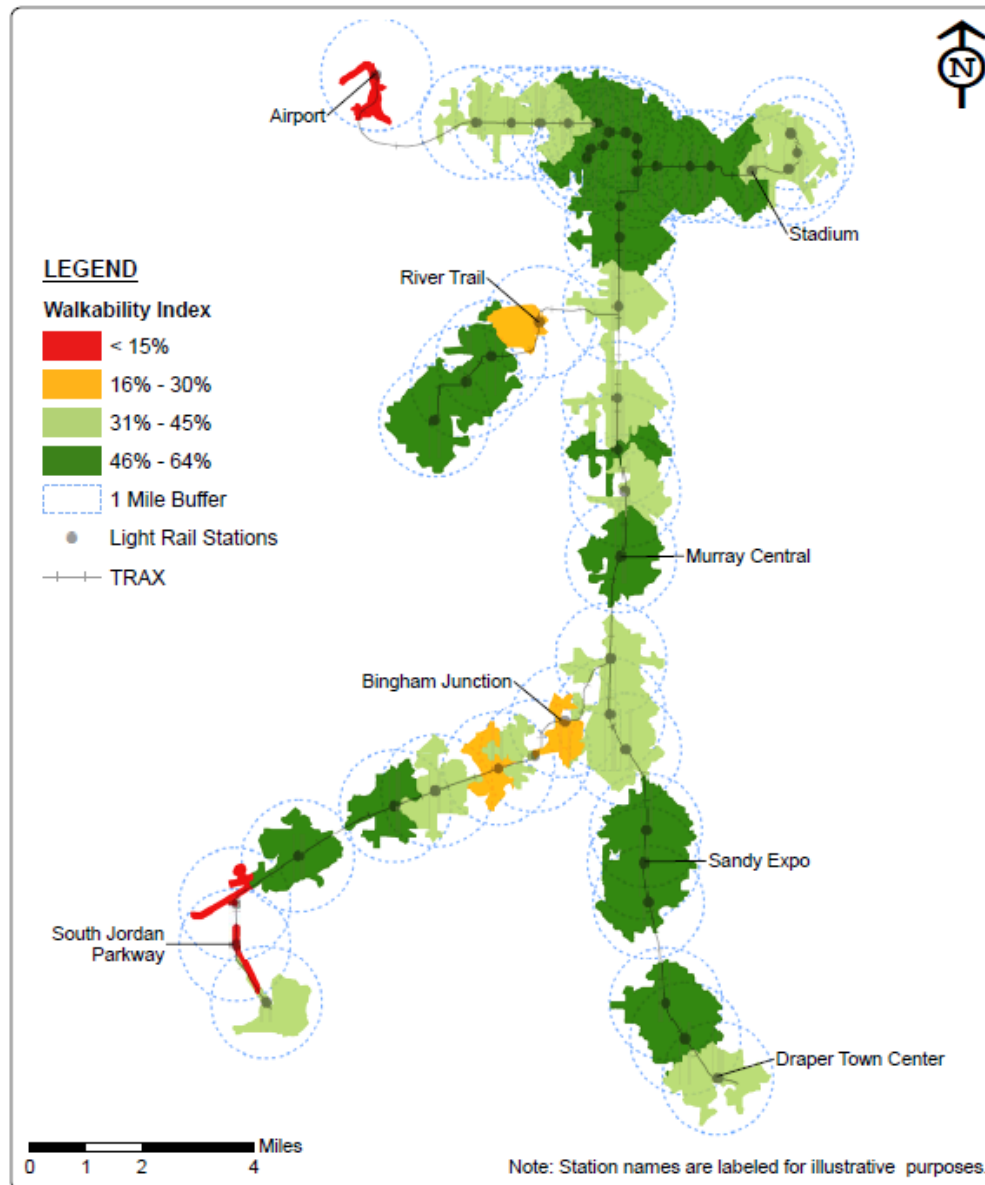 N
Airport
Stadium
River Trail
LEGEND
Walkability Index
< 15%
16% - 30%
31% - 45%
46% - 64%
1 Mile Buffer
Light Rail Stations
TRAX
Murray Central
Bingham Junction
Sandy Expo
South Jordan
Parkway
Draper Town Center
Miles
0 1 2 4
Note: Station names are labeled for illustrative purposes.